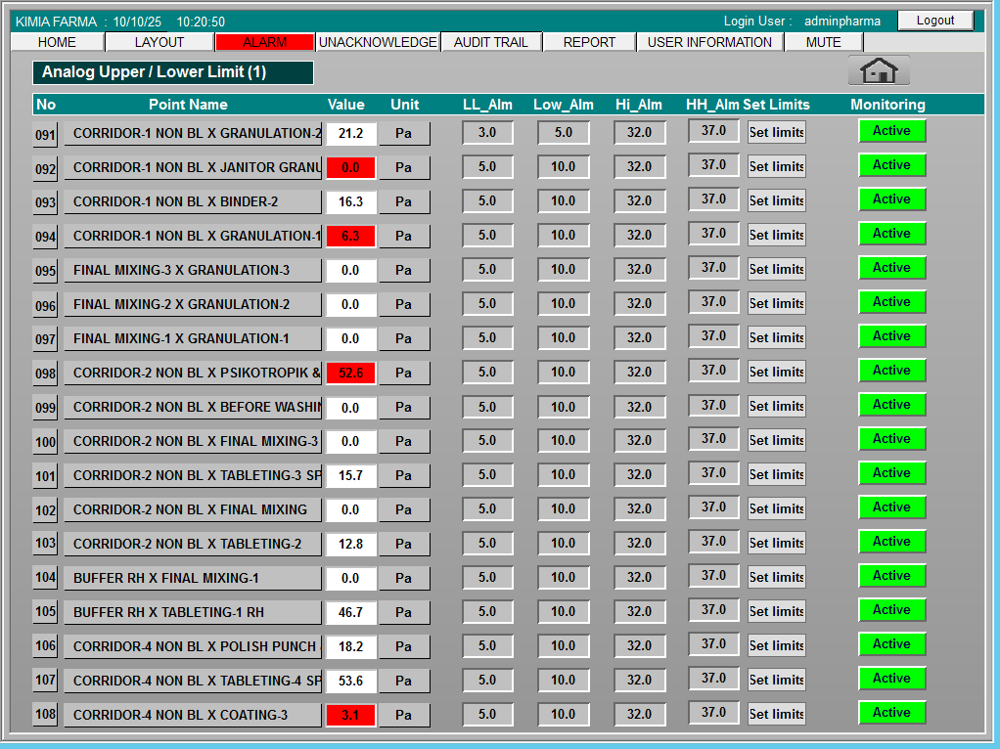 KIMIA FARMA : 10/10/25 10:20:50 Login User : adminpharma Logout
HOME LAYOUT ALARM UNACKNOWLEDGE AUDIT TRAIL REPORT USER INFORMATION MUTE
Analog Upper / Lower Limit (1)
No Point Name Value Unit LL_Alm Low_Alm Hi_Alm HH_Alm Set Limits Monitoring
091 CORRIDOR-1 NON BL X GRANULATION-2 21.2 Pa 3.0 5.0 32.0 37.0 Set limits Active
092 CORRIDOR-1 NON BL X JANITOR GRANU 0.0 Pa 5.0 10.0 32.0 37.0 Set limits Active
093 CORRIDOR-1 NON BL X BINDER-2 16.3 Pa 5.0 10.0 32.0 37.0 Set limits Active
094 CORRIDOR-1 NON BL X GRANULATION-1 6.3 Pa 5.0 10.0 32.0 37.0 Set limits Active
095 FINAL MIXING-3 X GRANULATION-3 0.0 Pa 5.0 10.0 32.0 37.0 Set limits Active
096 FINAL MIXING-2 X GRANULATION-2 0.0 Pa 5.0 10.0 32.0 37.0 Set limits Active
097 FINAL MIXING-1 X GRANULATION-1 0.0 Pa 5.0 10.0 32.0 37.0 Set limits Active
098 CORRIDOR-2 NON BL X PSIKOTROPIK & 52.6 Pa 5.0 10.0 32.0 37.0 Set limits Active
099 CORRIDOR-2 NON BL X BEFORE WASHIN 0.0 Pa 5.0 10.0 32.0 37.0 Set limits Active
100 CORRIDOR-2 NON BL X FINAL MIXING-3 0.0 Pa 5.0 10.0 32.0 37.0 Set limits Active
101 CORRIDOR-2 NON BL X TABLETING-3 SP 15.7 Pa 5.0 10.0 32.0 37.0 Set limits Active
102 CORRIDOR-2 NON BL X FINAL MIXING 0.0 Pa 5.0 10.0 32.0 37.0 Set limits Active
103 CORRIDOR-2 NON BL X TABLETING-2 12.8 Pa 5.0 10.0 32.0 37.0 Set limits Active
104 BUFFER RH X FINAL MIXING-1 0.0 Pa 5.0 10.0 32.0 37.0 Set limits Active
105 BUFFER RH X TABLETING-1 RH 46.7 Pa 5.0 10.0 32.0 37.0 Set limits Active
106 CORRIDOR-4 NON BL X POLISH PUNCH 18.2 Pa 5.0 10.0 32.0 37.0 Set limits Active
107 CORRIDOR-4 NON BL X TABLETING-4 SP 53.6 Pa 5.0 10.0 32.0 37.0 Set limits Active
108 CORRIDOR-4 NON BL X COATING-3 3.1 Pa 5.0 10.0 32.0 37.0 Set limits Active